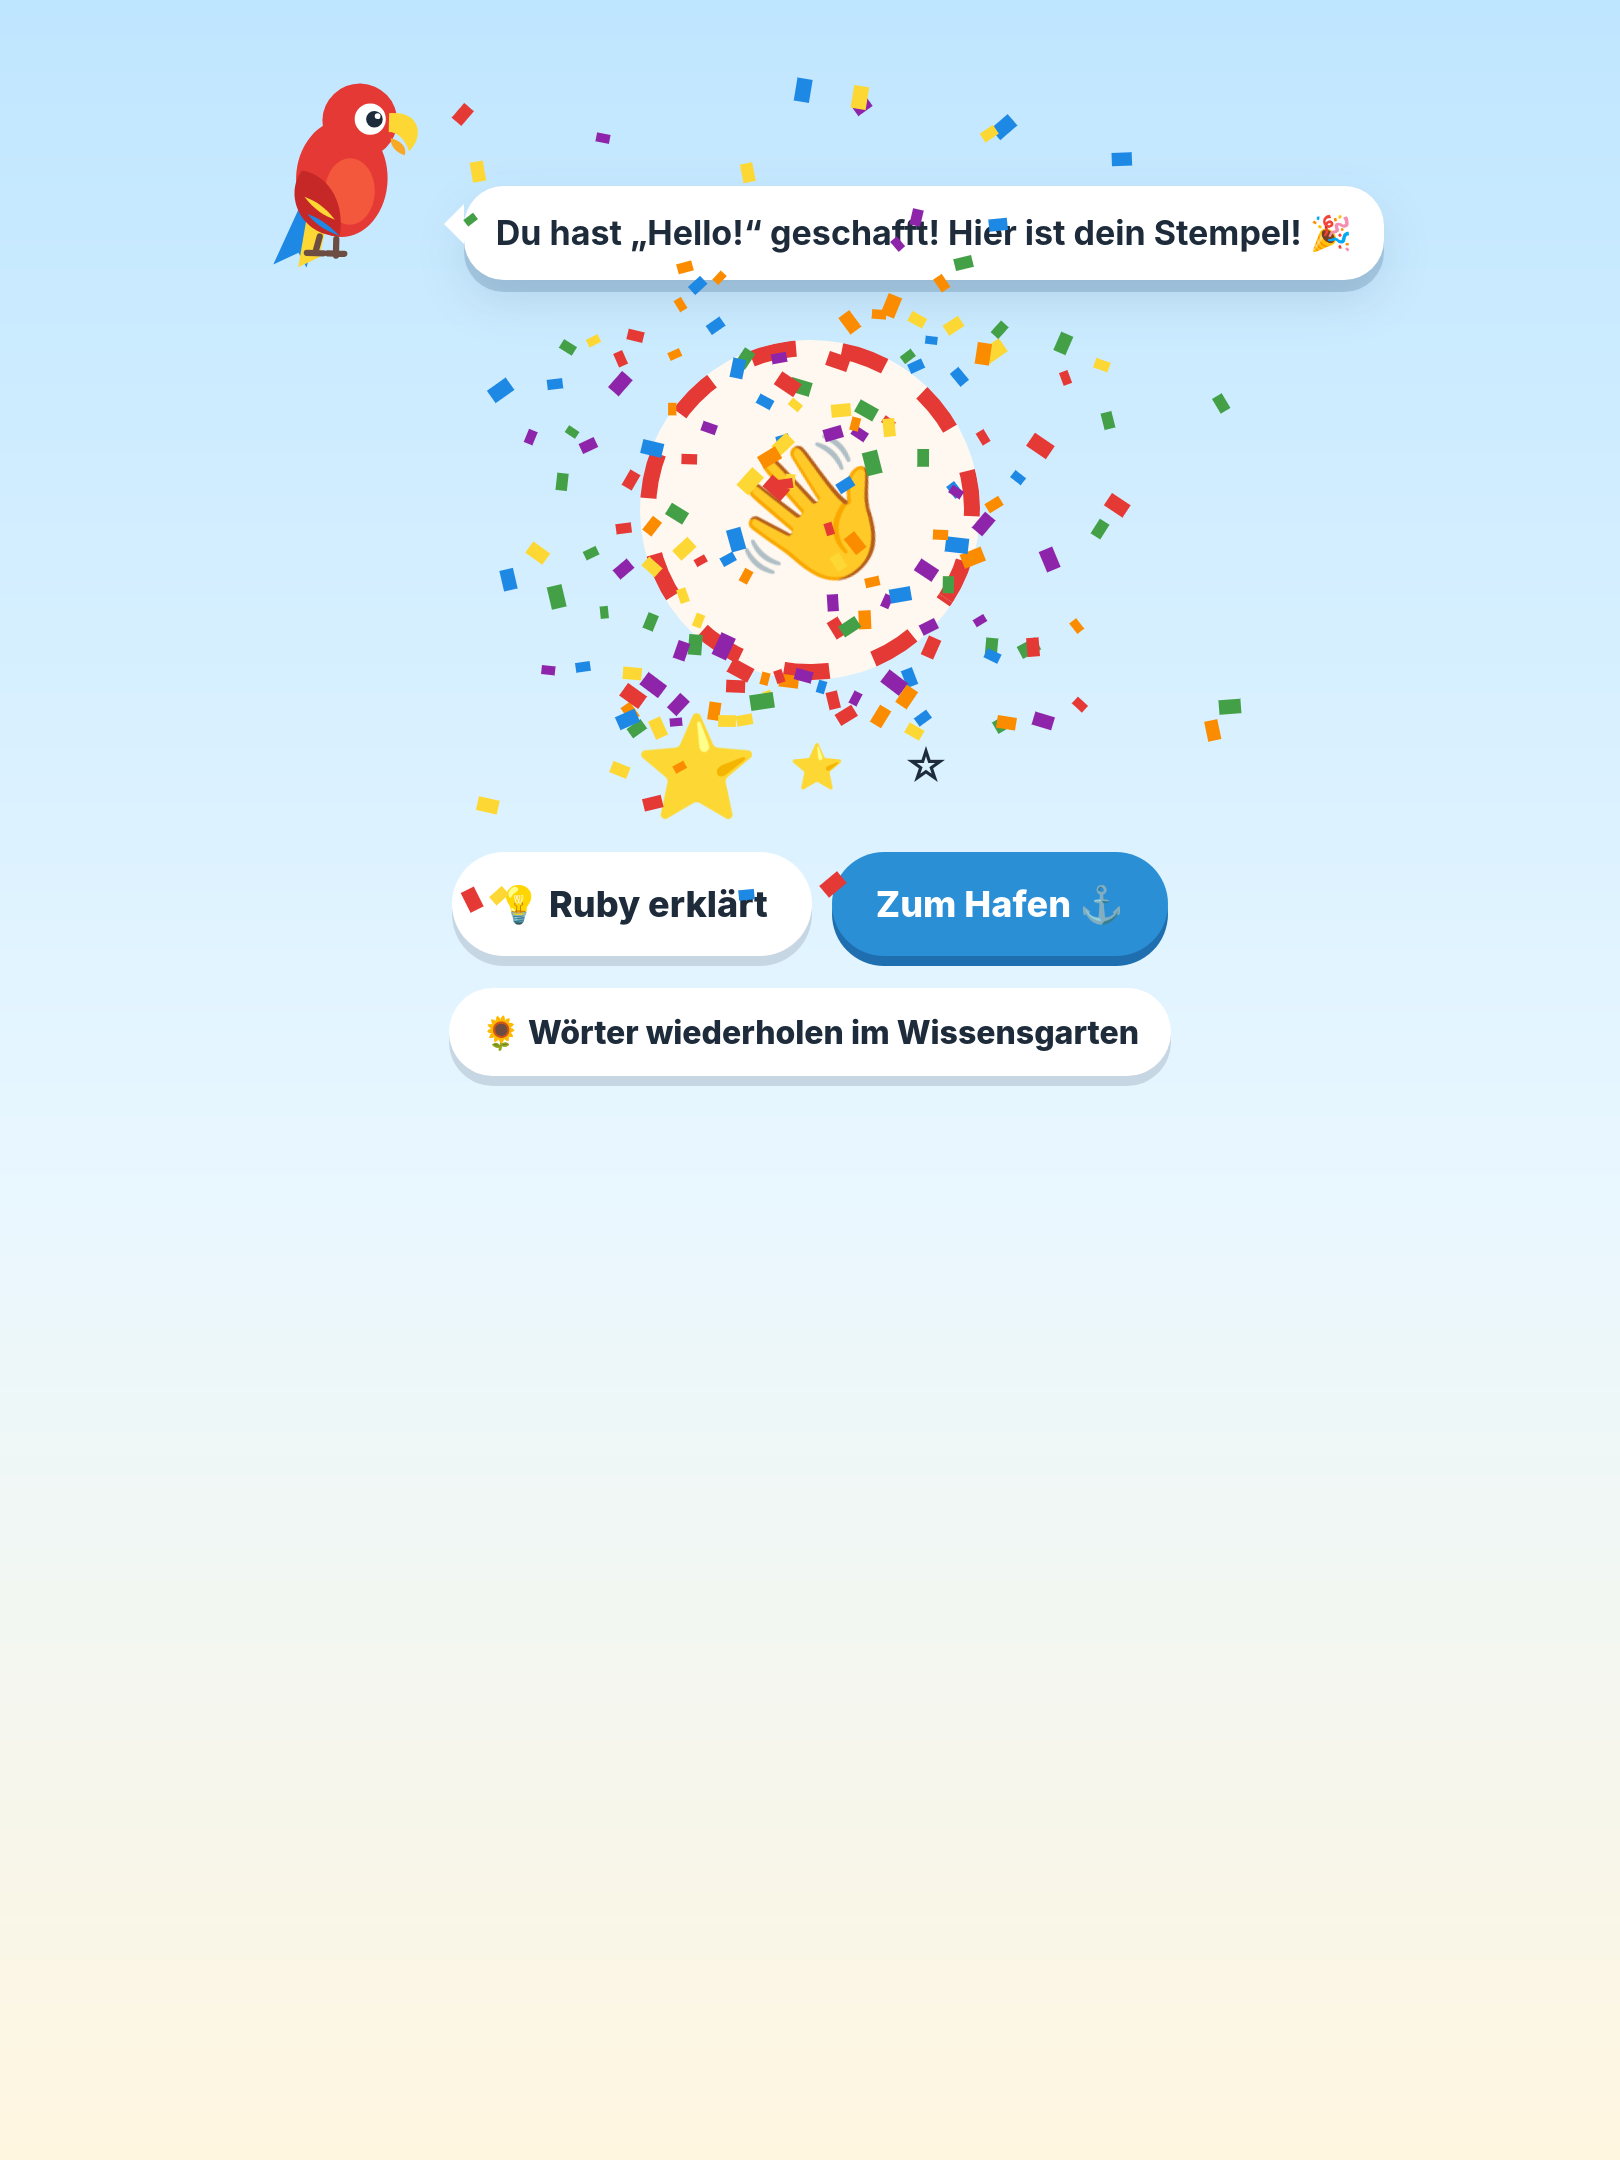 Du hast „Hello!“ geschafft! Hier ist dein Stempel! 🎉
💡 Ruby erklärt
Zum Hafen ⚓
🌻 Wörter wiederholen im Wissensgarten